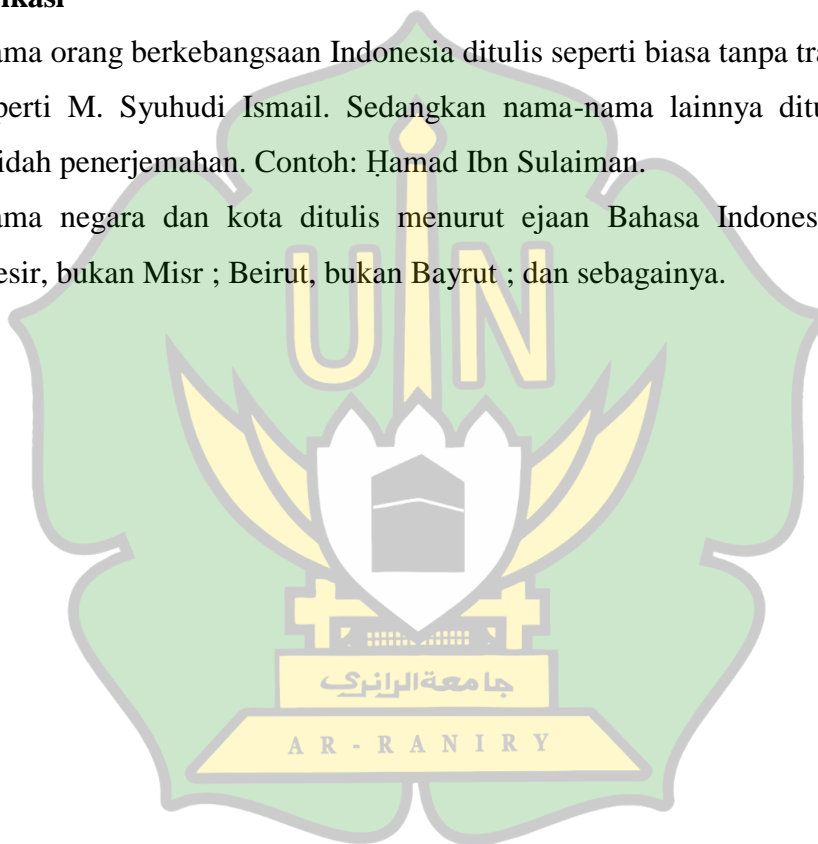 ikasi
ama orang berkebangsaan Indonesia ditulis seperti biasa tanpa tra
perti M. Syuhudi Ismail. Sedangkan nama-nama lainnya ditu
idah penerjemahan. Contoh: Ḥamad Ibn Sulaiman.
ama negara dan kota ditulis menurut ejaan Bahasa Indones
esir, bukan Misr ; Beirut, bukan Bayrut ; dan sebagainya.
UIN
جامعةالرانري
AR-RANIRY